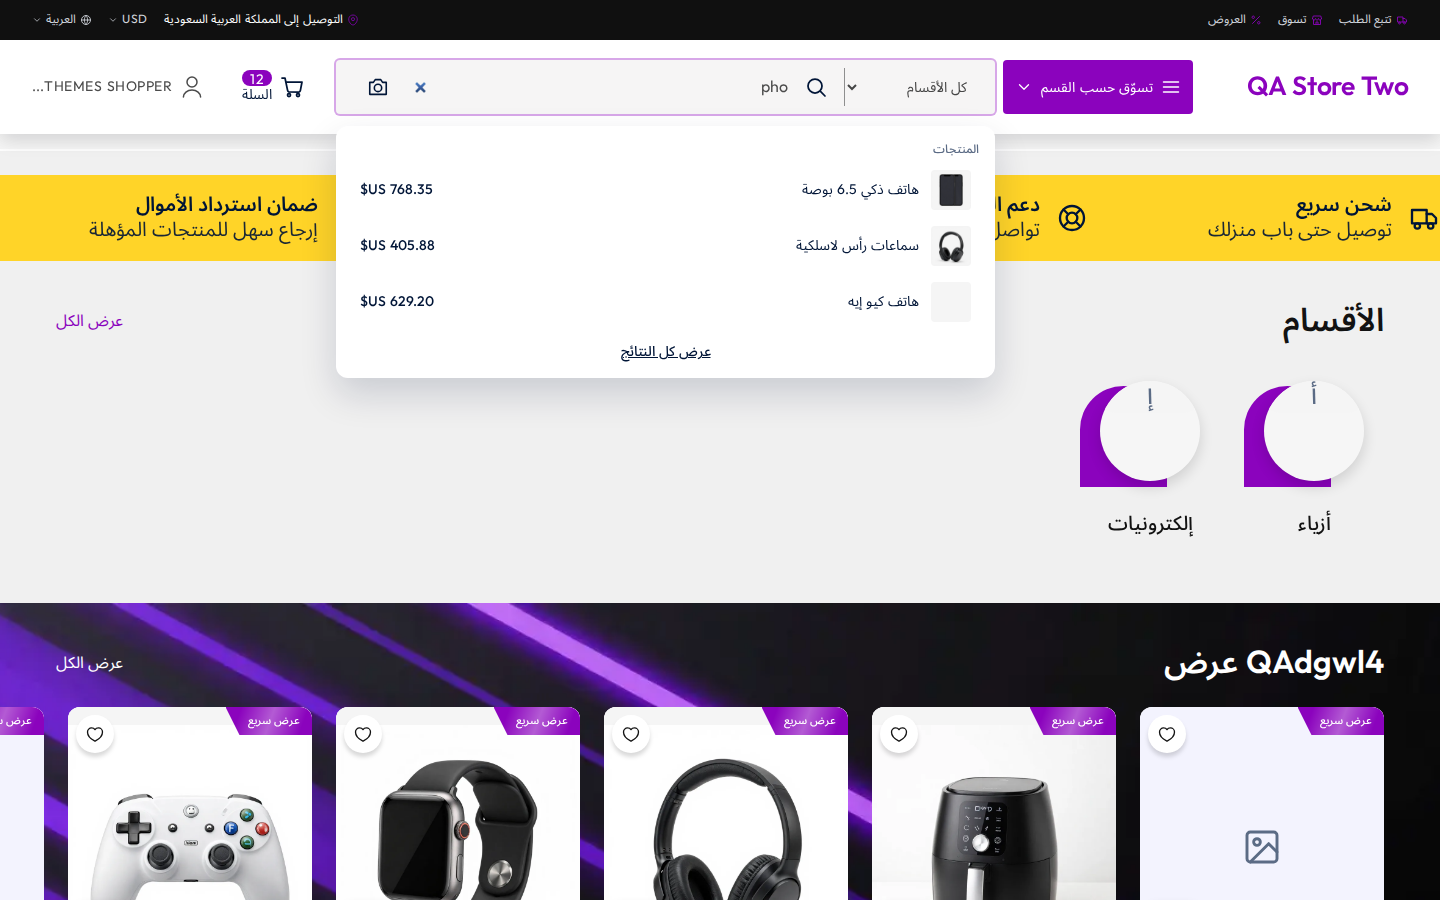 تتبع الطلب
تسوق
العروض
التوصيل إلى المملكة العربية السعودية
USD
العربية
QA Store Two
تسوّق حسب القسم
كل الأقسام
pho
12
السلة
THEMES SHOPPER...
المنتجات
هاتف ذكي 6.5 بوصة
$US 768.35
سماعات رأس لاسلكية
$US 405.88
هاتف كيو إيه
$US 629.20
عرض كل النتائج
شحن سريع
توصيل حتى باب منزلك
دعم
ضمان استرداد الأموال
إرجاع سهل للمنتجات المؤهلة
الأقسام
عرض الكل
أ
إ
أزياء
إلكترونيات
عرض QAdgwl4
عرض الكل
عرض سريع
عرض سريع
عرض سريع
عرض سريع
عرض سريع
عرض